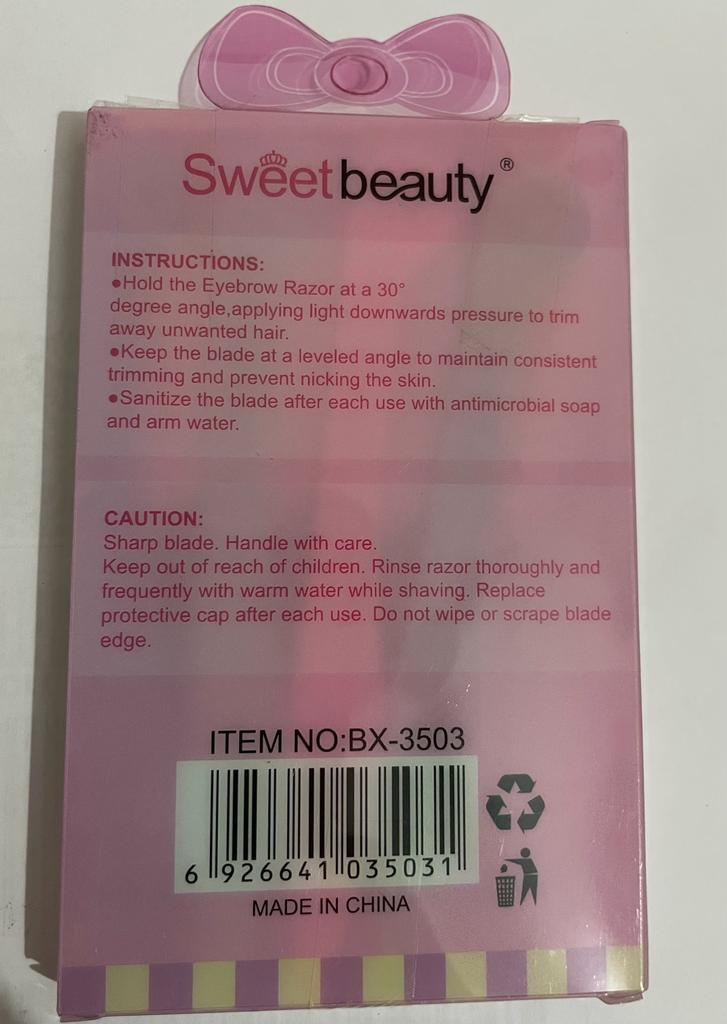 Sweetbeauty®
INSTRUCTIONS:
●Hold the Eyebrow Razor at a 30°
degree angle,applying light downwards pressure to trim
away unwanted hair.
●Keep the blade at a leveled angle to maintain consistent
trimming and prevent nicking the skin.
●Sanitize the blade after each use with antimicrobial soap
and arm water.
CAUTION:
Sharp blade. Handle with care.
Keep out of reach of children. Rinse razor thoroughly and
frequently with warm water while shaving. Replace
protective cap after each use. Do not wipe or scrape blade
edge.
ITEM NO:BX-3503
6 926641 035031
MADE IN CHINA